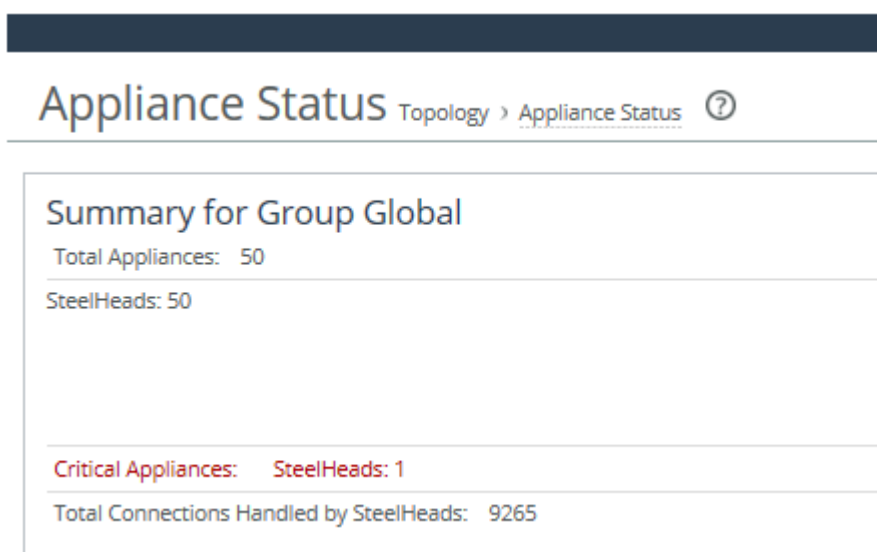 Appliance Status Topology › Appliance Status ?
Summary for Group Global
Total Appliances: 50
SteelHeads: 50
Critical Appliances: SteelHeads: 1
Total Connections Handled by SteelHeads: 9265